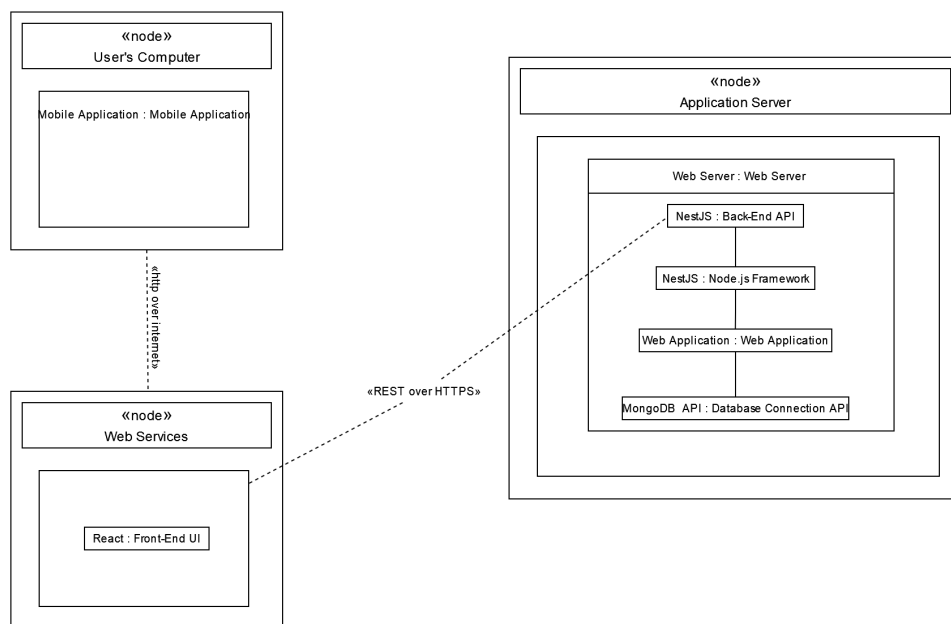 «node»
User's Computer
Mobile Application : Mobile Application
«http over internet»
«node»
Web Services
React : Front-End UI
«REST over HTTPS»
«node»
Application Server
Web Server : Web Server
NestJS : Back-End API
NestJS : Node.js Framework
Web Application : Web Application
MongoDB API : Database Connection API